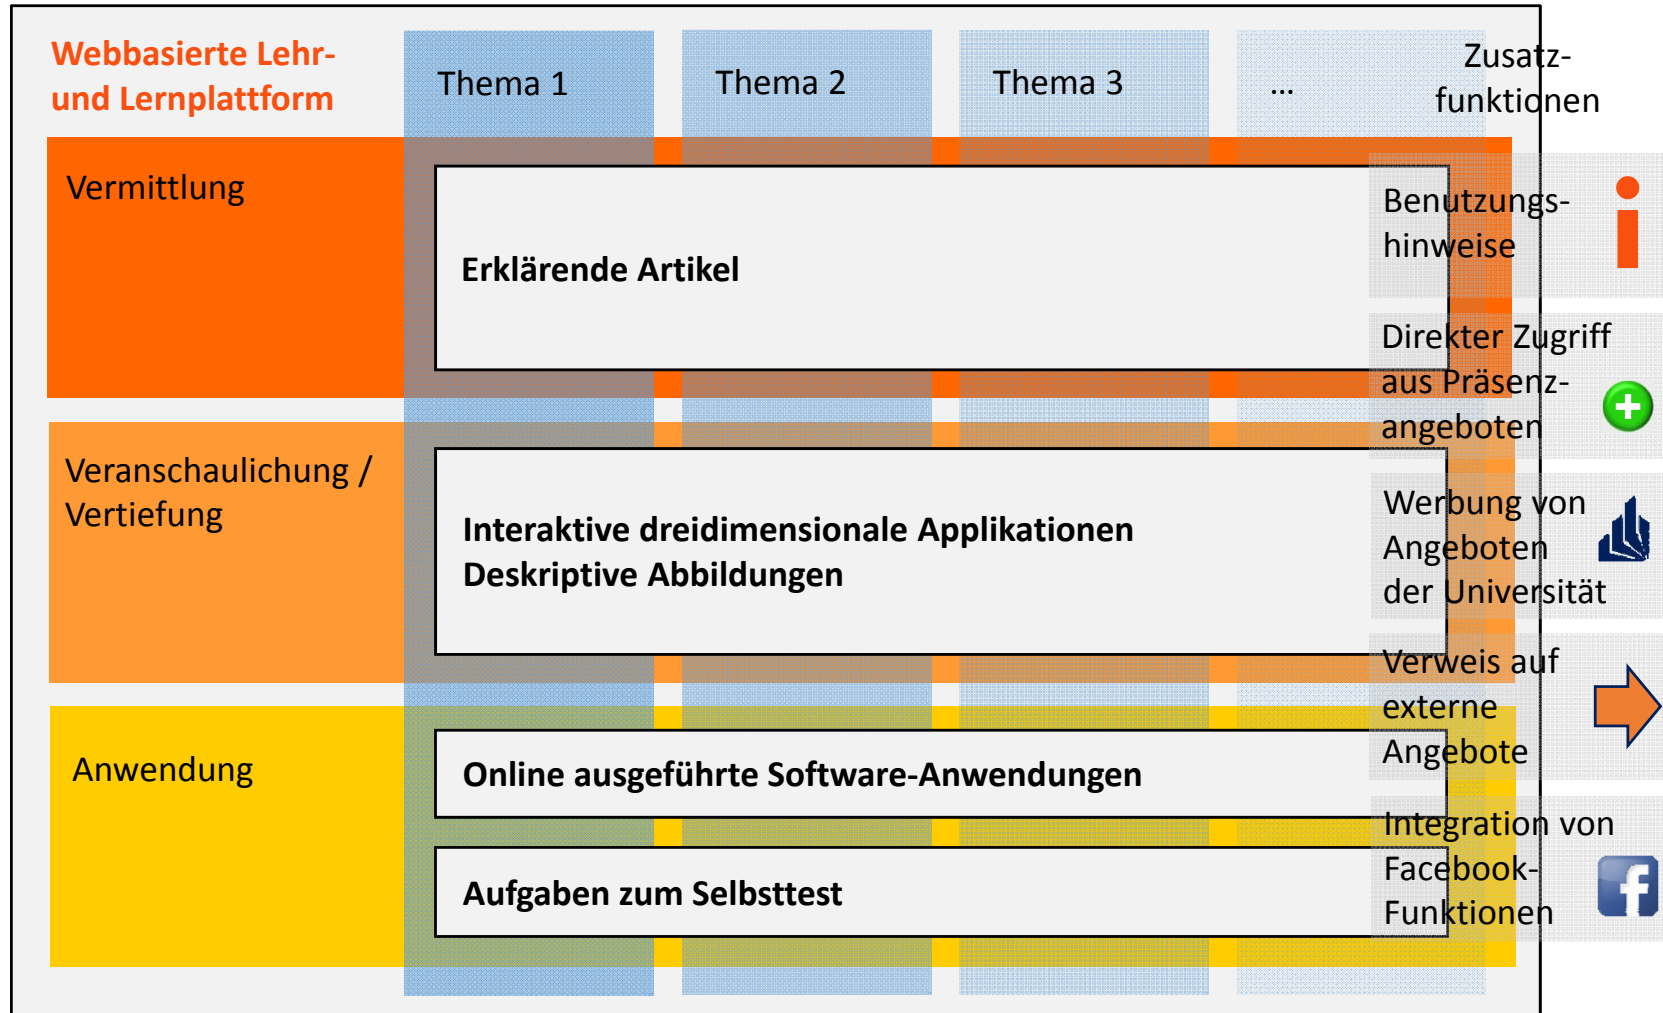 Webbasierte Lehr-
und Lernplattform
Thema 1
Thema 2
Thema 3
...
Zusatz-
funktionen
Vermittlung
Erklärende Artikel
Benutzungs-
hinweise
Direkter Zugriff
aus Präsenz-
angeboten
Veranschaulichung /
Vertiefung
Interaktive dreidimensionale Applikationen
Deskriptive Abbildungen
Werbung von
Angeboten
der Universität
Verweis auf
externe
Angebote
Anwendung
Online ausgeführte Software-Anwendungen
Aufgaben zum Selbsttest
Integration von
Facebook-
Funktionen